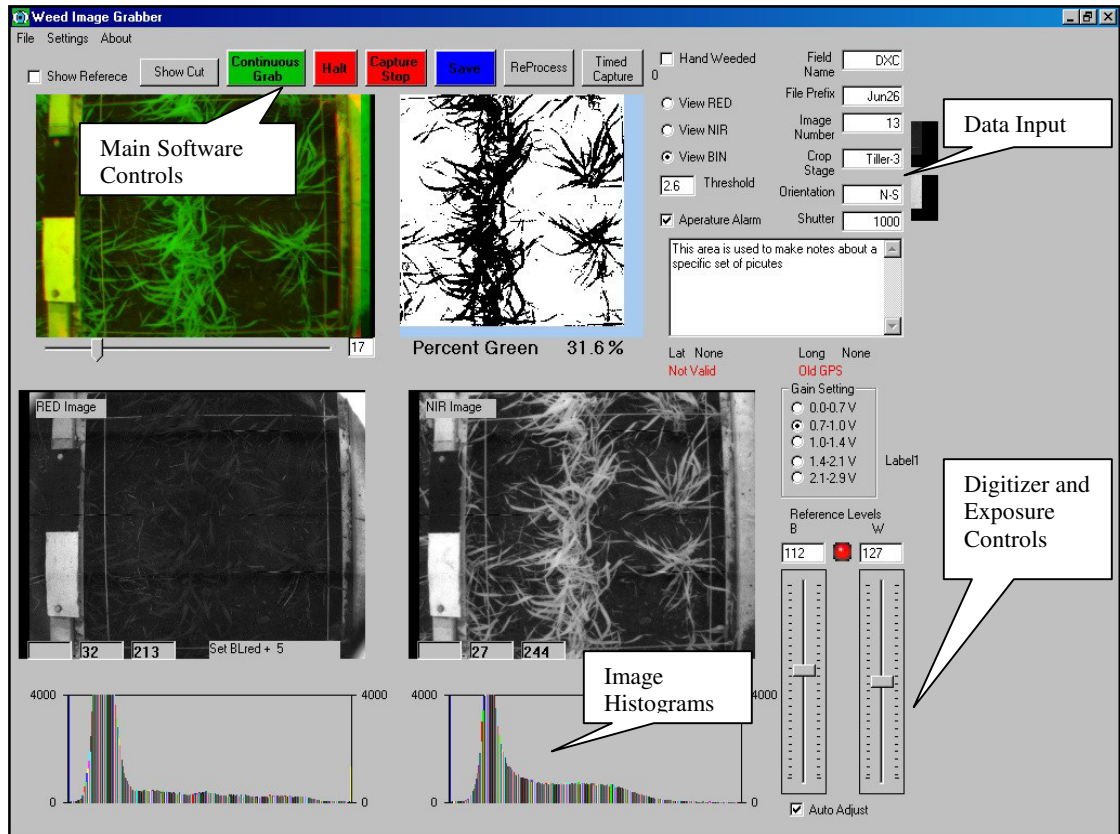 Weed Image Grabber
File Settings About
Show Referece
Show Cut
Continuous
Grab
Halt
Capture
Stop
Save
ReProcess
Timed
Capture
Hand Weeded
0
Field
Name
DXC
File Prefix
Jun26
Image
Number
13
Crop
Stage
Tiller-3
Orientation
N-S
Shutter
1000
Main Software
Controls
Data Input
View RED
View NIR
View BIN
2.6 Threshold
Aperature Alarm
This area is used to make notes about a
specific set of picutes
17
Percent Green 31.6 %
Lat None
Not Valid
Long None
Old GPS
RED Image
32 213 Set BLred + 5
NIR Image
27 244
Gain Setting
0.0-0.7 V
0.7-1.0 V
1.0-1.4 V
1.4-2.1 V
2.1-2.9 V
Label1
Reference Levels
B W
112 127
Digitizer and
Exposure
Controls
Image
Histograms
4000 4000
0 0
4000 4000
0 0
Auto Adjust